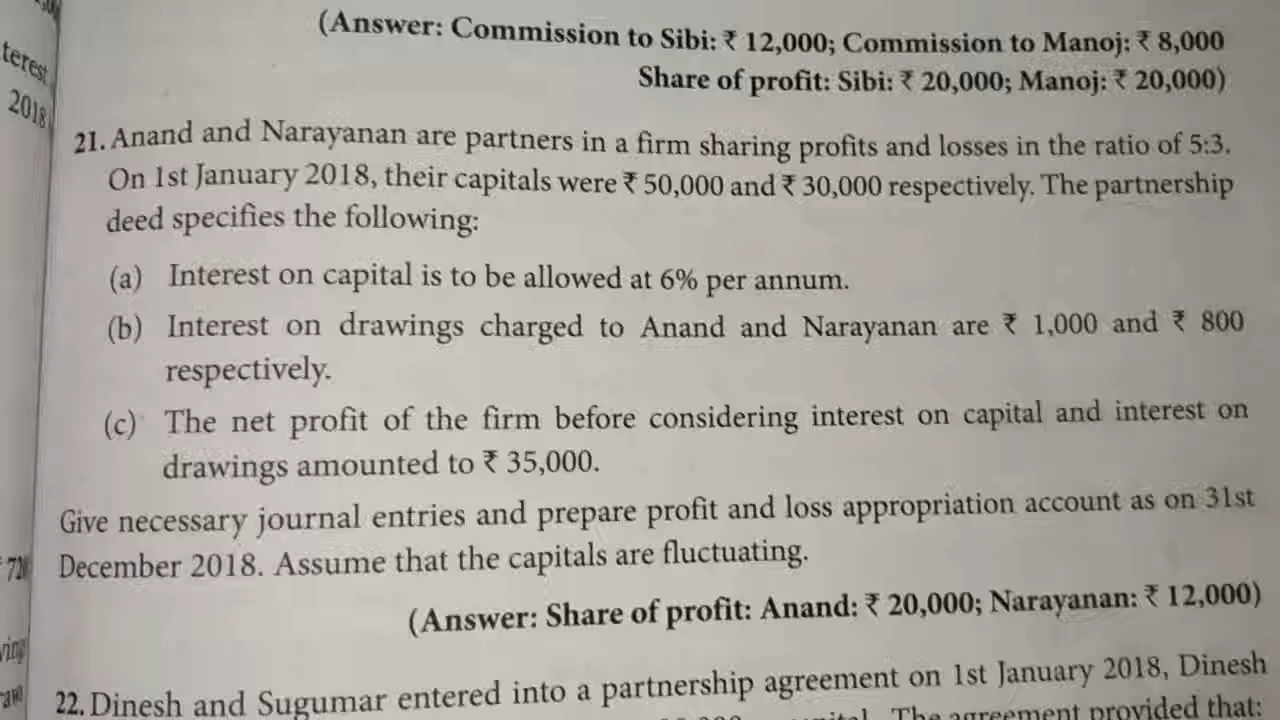 (Answer: Commission to Sibi: ₹ 12,000; Commission to Manoj: ₹ 8,000
Share of profit: Sibi: ₹ 20,000; Manoj: ₹ 20,000)
terest
2018
21. Anand and Narayanan are partners in a firm sharing profits and losses in the ratio of 5:3.
On 1st January 2018, their capitals were ₹ 50,000 and ₹ 30,000 respectively. The partnership
deed specifies the following:
(a) Interest on capital is to be allowed at 6% per annum.
(b) Interest on drawings charged to Anand and Narayanan are ₹ 1,000 and ₹ 800
respectively.
(c) The net profit of the firm before considering interest on capital and interest on
drawings amounted to ₹ 35,000.
Give necessary journal entries and prepare profit and loss appropriation account as on 31st
December 2018. Assume that the capitals are fluctuating.
(Answer: Share of profit: Anand: ₹ 20,000; Narayanan: ₹ 12,000)
22. Dinesh and Sugumar entered into a partnership agreement on 1st January 2018, Dinesh
The agreement provided that: